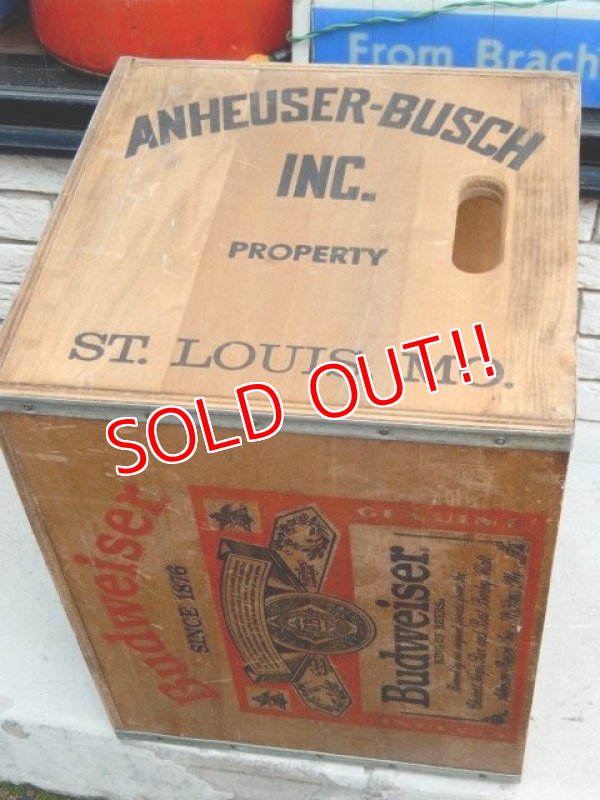 From Brach
ANHEUSER-BUSCH
INC.
PROPERTY
ST. LOUIS, MO.
SOLD OUT!!
Budweiser
SINCE 1876
GENUINE
Budweiser
KING OF BEERS